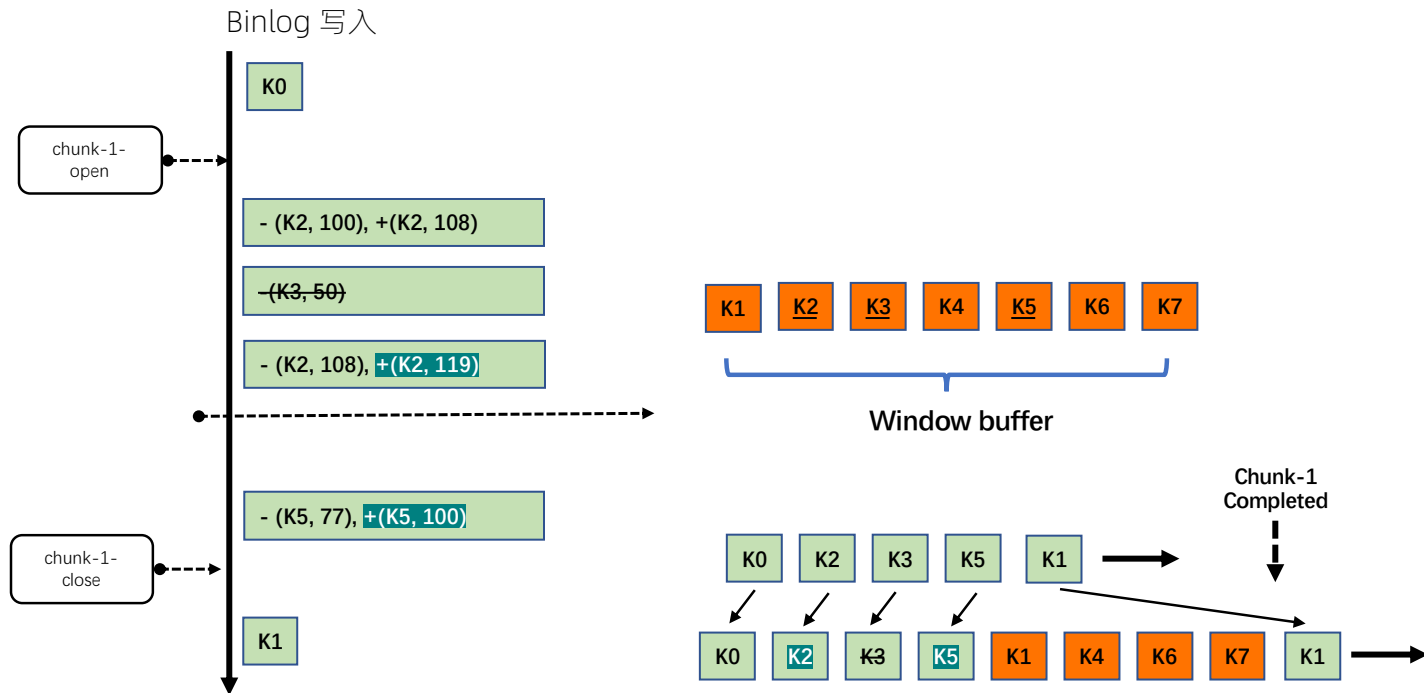 Binlog 写入
K0
chunk-1-
open
- (K2, 100), +(K2, 108)
-(K3, 50)
- (K2, 108), +(K2, 119)
K1 K2 K3 K4 K5 K6 K7
Window buffer
- (K5, 77), +(K5, 100)
Chunk-1
Completed
chunk-1-
close
K0 K2 K3 K5 K1
K1
K0 K2 K3 K5 K1 K4 K6 K7 K1